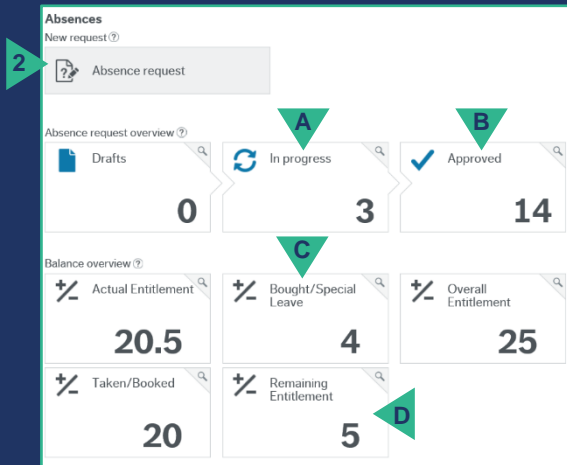 Absences
New request ?
2
? Absence request
A
B
Absence request overview ?
Drafts
In progress
Approved
0
3
14
C
Balance overview ?
Actual Entitlement
Bought/Special
Leave
Overall
Entitlement
20.5
4
25
Taken/Booked
Remaining
Entitlement
D
20
5